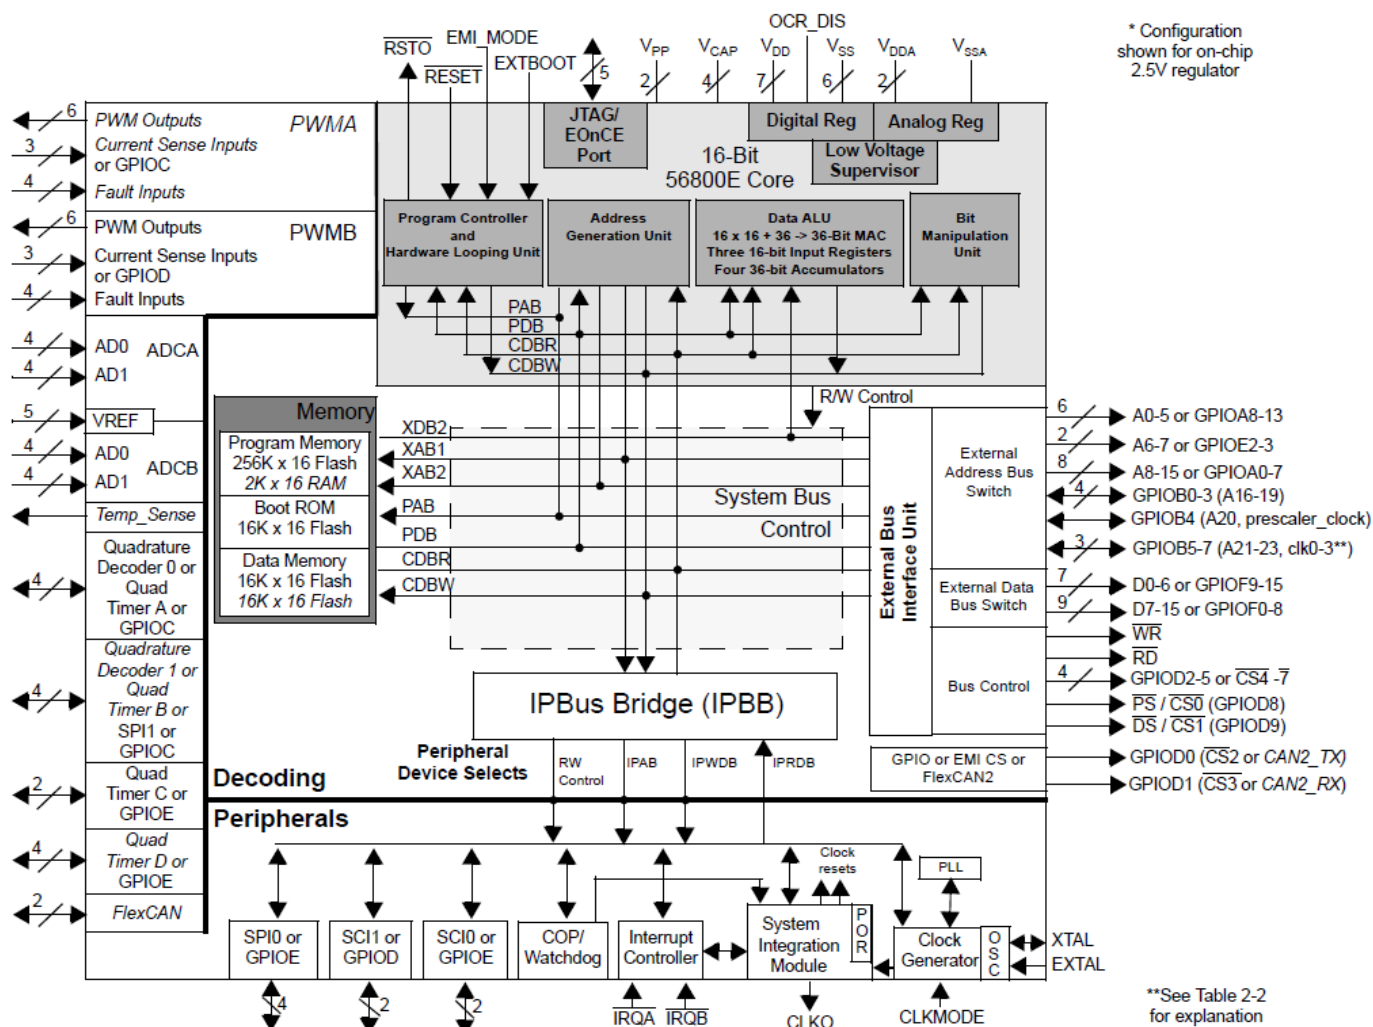 OCR_DIS
* Configuration
shown for on-chip
2.5V regulator
RSTO
EMI_MODE
RESET
EXTBOOT
5
VPP
2
VCAP
4
VDD
7
VSS
6
VDDA
2
VSSA
6
PWM Outputs
PWMA
3
Current Sense Inputs
or GPIOC
4
Fault Inputs
6
PWM Outputs
PWMB
3
Current Sense Inputs
or GPIOD
4
Fault Inputs
JTAG/
EOnCE
Port
Digital Reg
Analog Reg
Low Voltage
Supervisor
16-Bit
56800E Core
Program Controller
and
Hardware Looping Unit
Address
Generation Unit
Data ALU
16 x 16 + 36 -> 36-Bit MAC
Three 16-bit Input Registers
Four 36-bit Accumulators
Bit
Manipulation
Unit
PAB
PDB
CDBR
CDBW
4
AD0
ADCA
4
AD1
5
VREF
4
AD0
ADCB
4
AD1
Temp_Sense
4
Quadrature
Decoder 0 or
Quad
Timer A or
GPIOC
4
Quadrature
Decoder 1 or
Quad
Timer B or
SPI1 or
GPIOC
2
Quad
Timer C or
GPIOE
4
Quad
Timer D or
GPIOE
2
FlexCAN
Memory
Program Memory
256K x 16 Flash
2K x 16 RAM
Boot ROM
16K x 16 Flash
Data Memory
16K x 16 Flash
16K x 16 Flash
XDB2
XAB1
XAB2
PAB
PDB
CDBR
CDBW
R/W Control
System Bus
Control
External Bus
Interface Unit
External
Address Bus
Switch
External Data
Bus Switch
Bus Control
6
A0-5 or GPIOA8-13
2
A6-7 or GPIOE2-3
8
A8-15 or GPIOA0-7
4
GPIOB0-3 (A16-19)
GPIOB4 (A20, prescaler_clock)
3
GPIOB5-7 (A21-23, clk0-3**)
7
D0-6 or GPIOF9-15
9
D7-15 or GPIOF0-8
WR
RD
4
GPIOD2-5 or CS4 -7
PS / CS0 (GPIOD8)
DS / CS1 (GPIOD9)
GPIO or EMI CS or
FlexCAN2
GPIOD0 (CS2 or CAN2_TX)
GPIOD1 (CS3 or CAN2_RX)
IPBus Bridge (IPBB)
Peripheral
Device Selects
RW
Control
IPAB
IPWDB
IPRDB
Decoding
Peripherals
Clock
resets
PLL
SPI0 or
GPIOE
SCI1 or
GPIOD
SCI0 or
GPIOE
COP/
Watchdog
Interrupt
Controller
System
Integration
Module
POR
Clock
Generator
OSC
XTAL
EXTAL
4
2
2
IRQA
IRQB
CLKO
CLKMODE
**See Table 2-2
for explanation